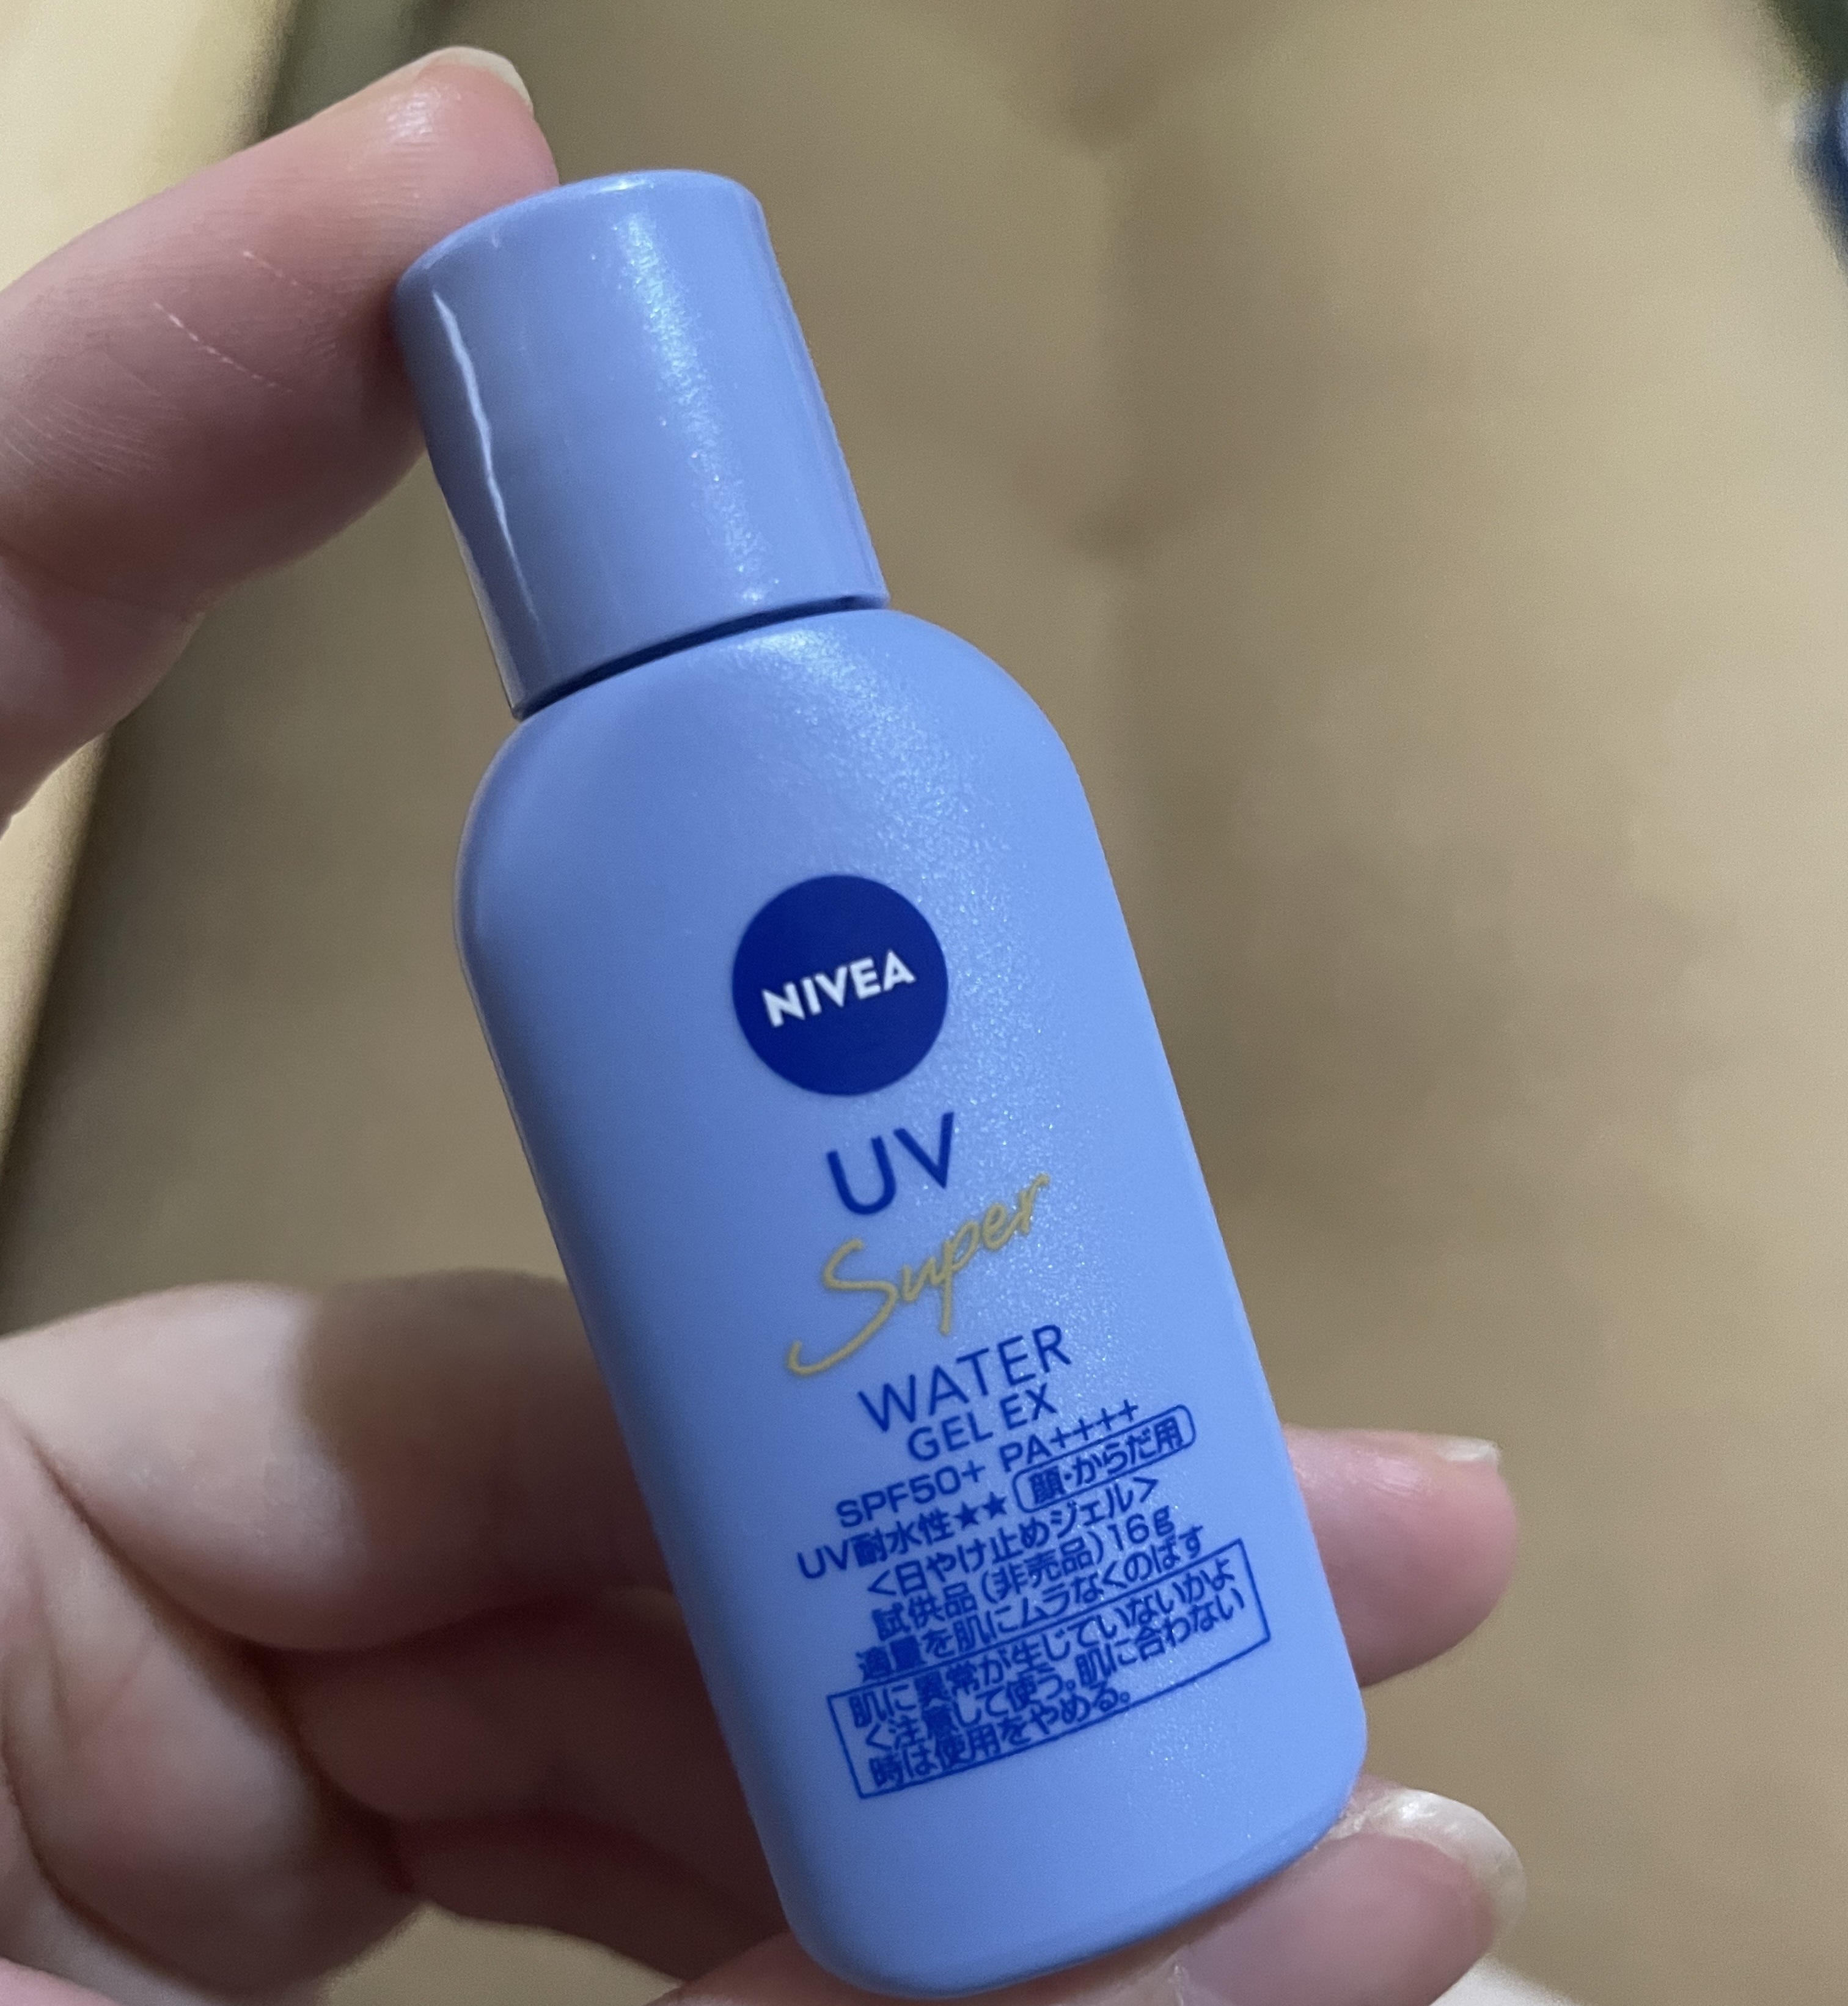 NIVEA
UV
Super
WATER
GEL EX
SPF50+ PA++++
UV耐水性★★ 顔・からだ用
<日やけ止めジェル>
試供品(非売品)16g
適量を肌にムラなくのばす
肌に異常が生じていないかよ
く注意して使う。肌に合わない
時は使用をやめる。